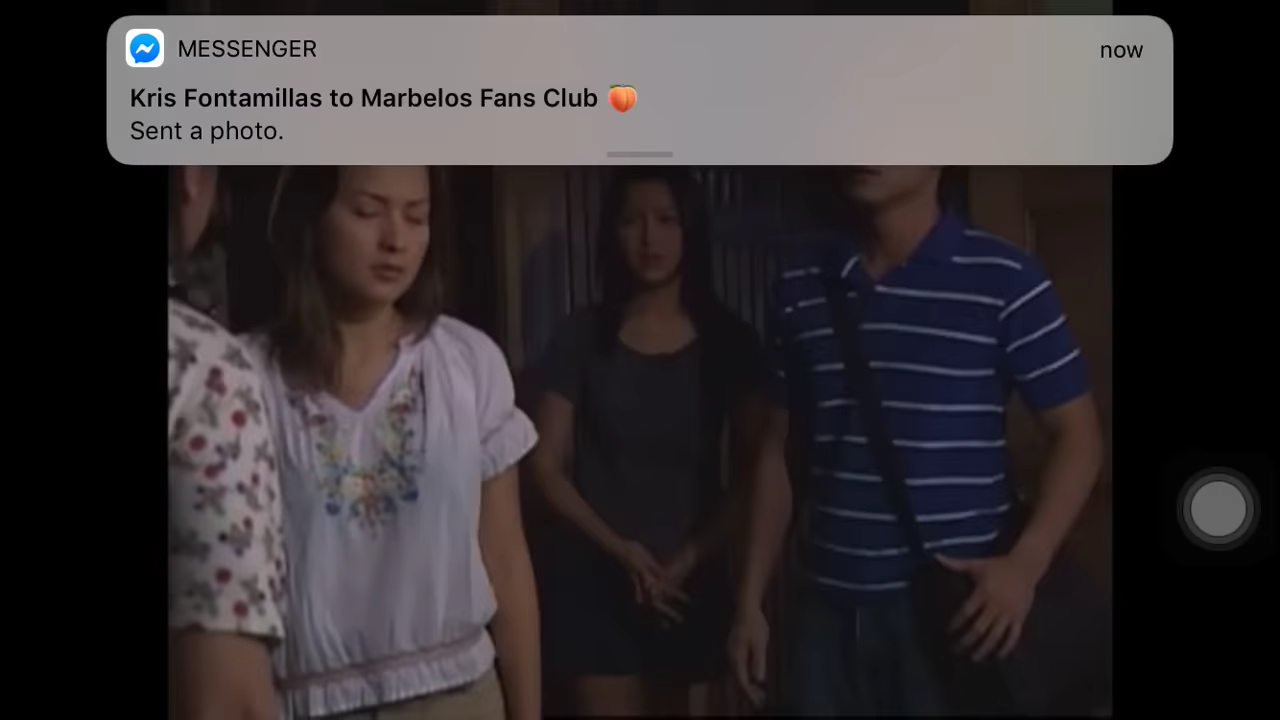 MESSENGER
now
Kris Fontamillas to Marbelos Fans Club 🍑
Sent a photo.